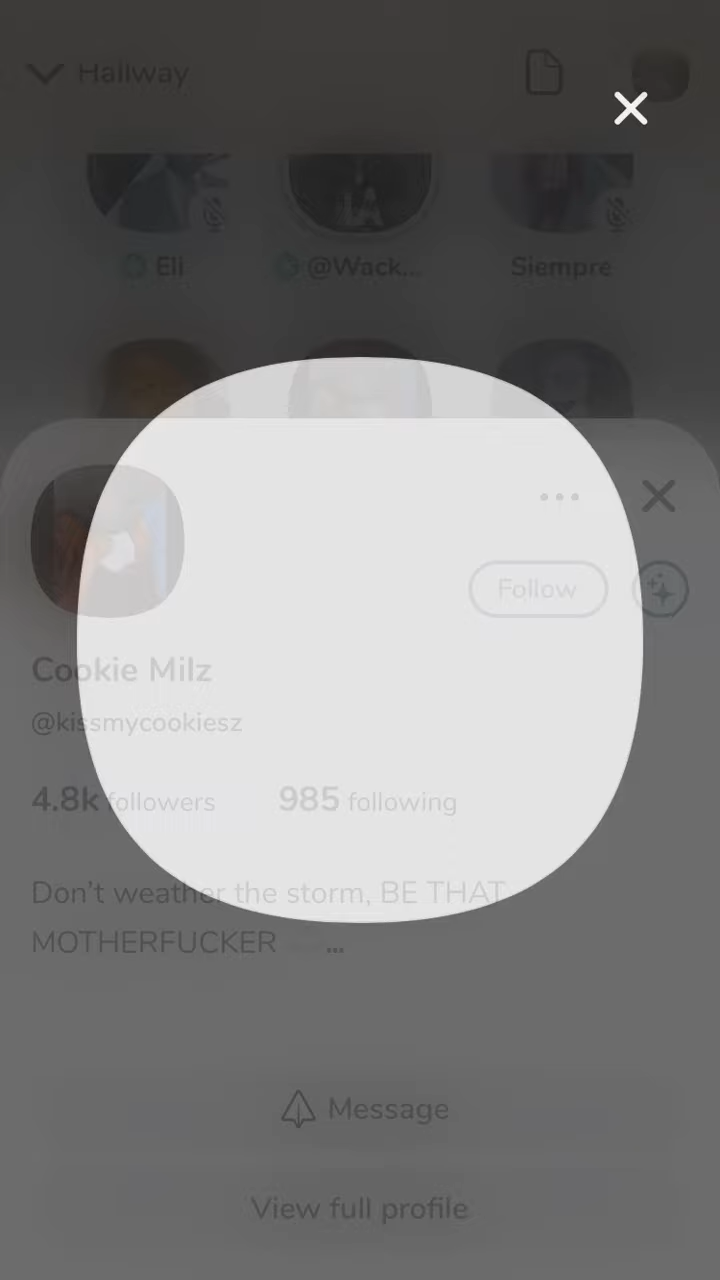 Hallway
Eli @Wack... Siempre
...
Follow
Cookie Milz
@kissmycookiesz
4.8k followers 985 following
Don't weather the storm, BE THAT
MOTHERFUCKER ...
Message
View full profile